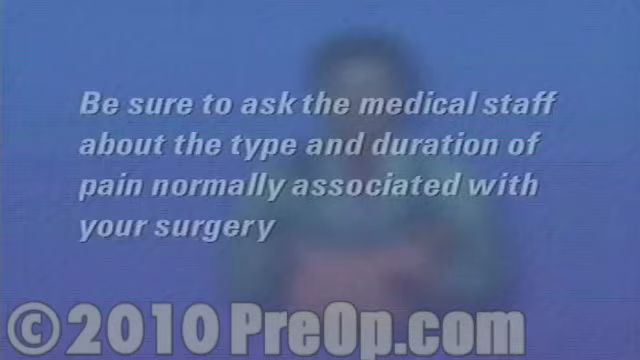 Be sure to ask the medical staff
about the type and duration of
pain normally associated with
your surgery
© 2010 PreOp.com